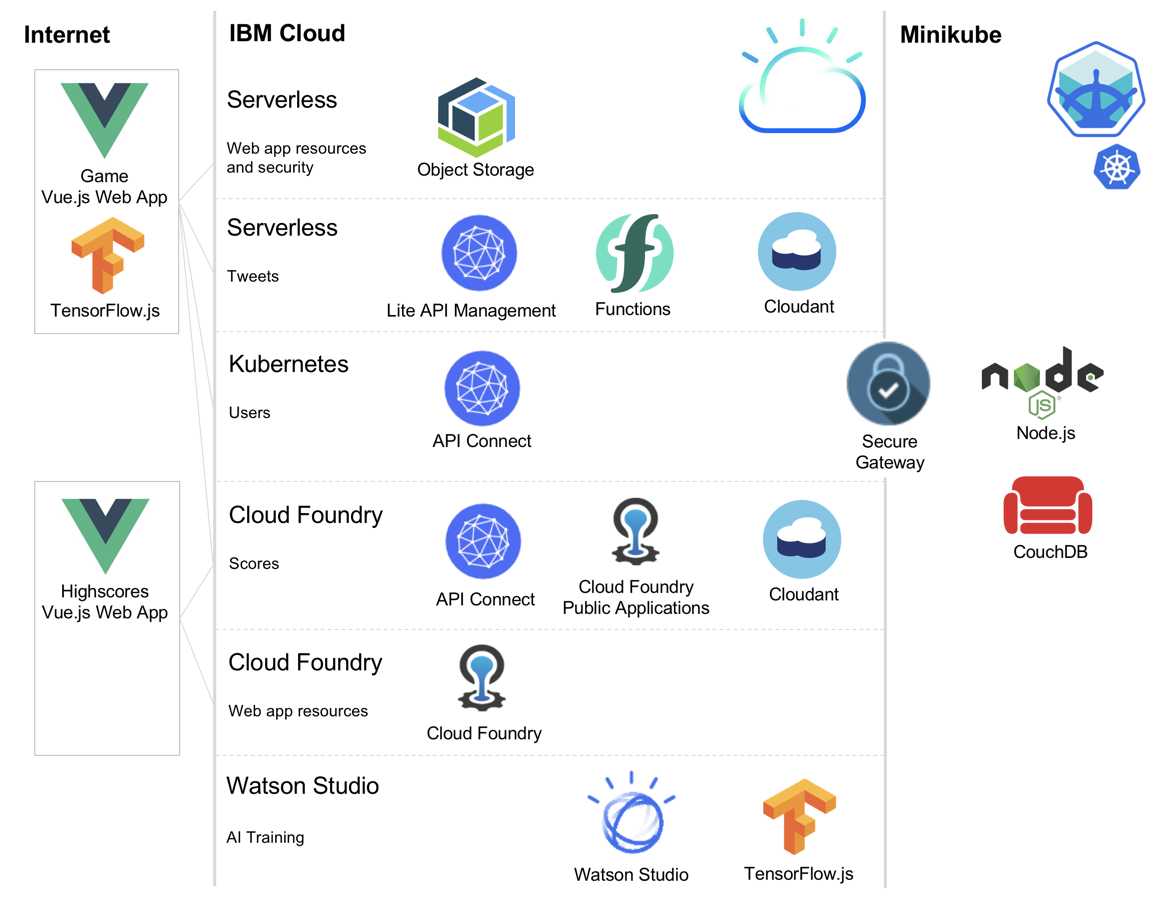 Internet
IBM Cloud
Minikube
Game
Vue.js Web App
TensorFlow.js
Serverless
Web app resources
and security
Object Storage
Serverless
Tweets
Lite API Management
Functions
Cloudant
Kubernetes
Users
API Connect
Secure
Gateway
node
JS
Node.js
CouchDB
Highscores
Vue.js Web App
Cloud Foundry
Scores
API Connect
Cloud Foundry
Public Applications
Cloudant
Cloud Foundry
Web app resources
Cloud Foundry
Watson Studio
AI Training
Watson Studio
TensorFlow.js